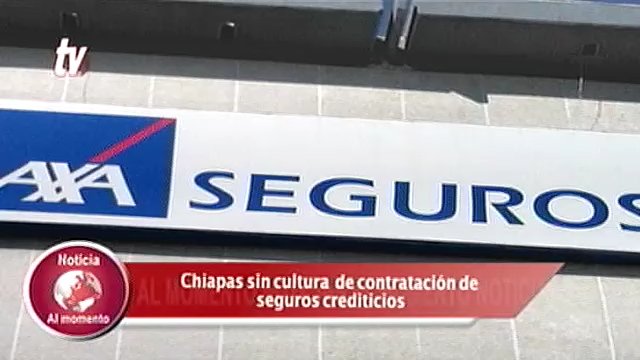 tv
AXA SEGUROS
Noticia
Al momento
Chiapas sin cultura de contratación de
seguros crediticios